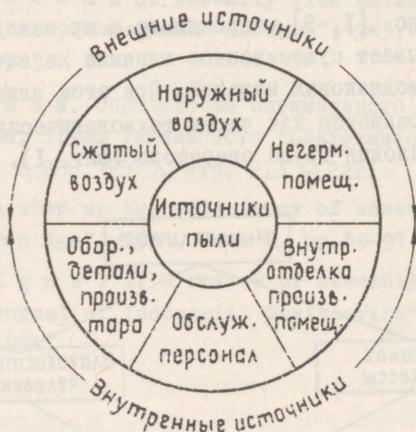 Внешние источники
Наружный
воздух
Сжатый
воздух
Негерм.
помещ.
Источники
пыли
Обор.
детали,
произв.
тара
Внутр.
отделка
произв.
помещ.
Обслуж.
персонал
Внутренные источники